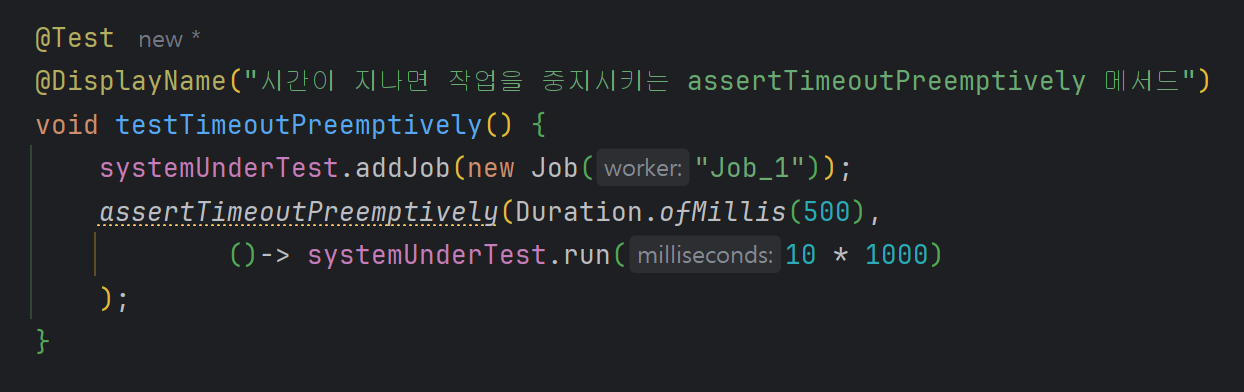 @Test new *
@DisplayName("시간이 지나면 작업을 중지시키는 assertTimeoutPreemptively 메서드")
void testTimeoutPreemptively() {
systemUnderTest.addJob(new Job( worker: "Job_1"));
assertTimeoutPreemptively(Duration.ofMillis(500),
()-> systemUnderTest.run( milliseconds: 10 * 1000)
);
}